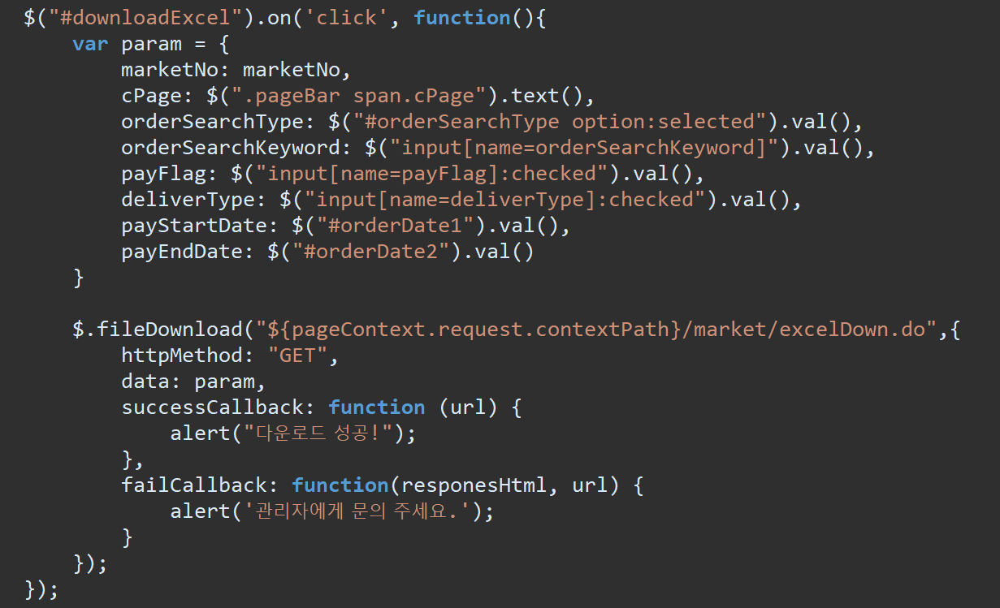 $("#downloadExcel").on('click', function(){
    var param = {
        marketNo: marketNo,
        cPage: $(".pageBar span.cPage").text(),
        orderSearchType: $("#orderSearchType option:selected").val(),
        orderSearchKeyword: $("input[name=orderSearchKeyword]").val(),
        payFlag: $("input[name=payFlag]:checked").val(),
        deliverType: $("input[name=deliverType]:checked").val(),
        payStartDate: $("#orderDate1").val(),
        payEndDate: $("#orderDate2").val()
    }

    $.fileDownload("${pageContext.request.contextPath}/market/excelDown.do",{
        httpMethod: "GET",
        data: param,
        successCallback: function (url) {
            alert("다운로드 성공!");
        },
        failCallback: function(responesHtml, url) {
            alert('관리자에게 문의 주세요.');
        }
    });
});